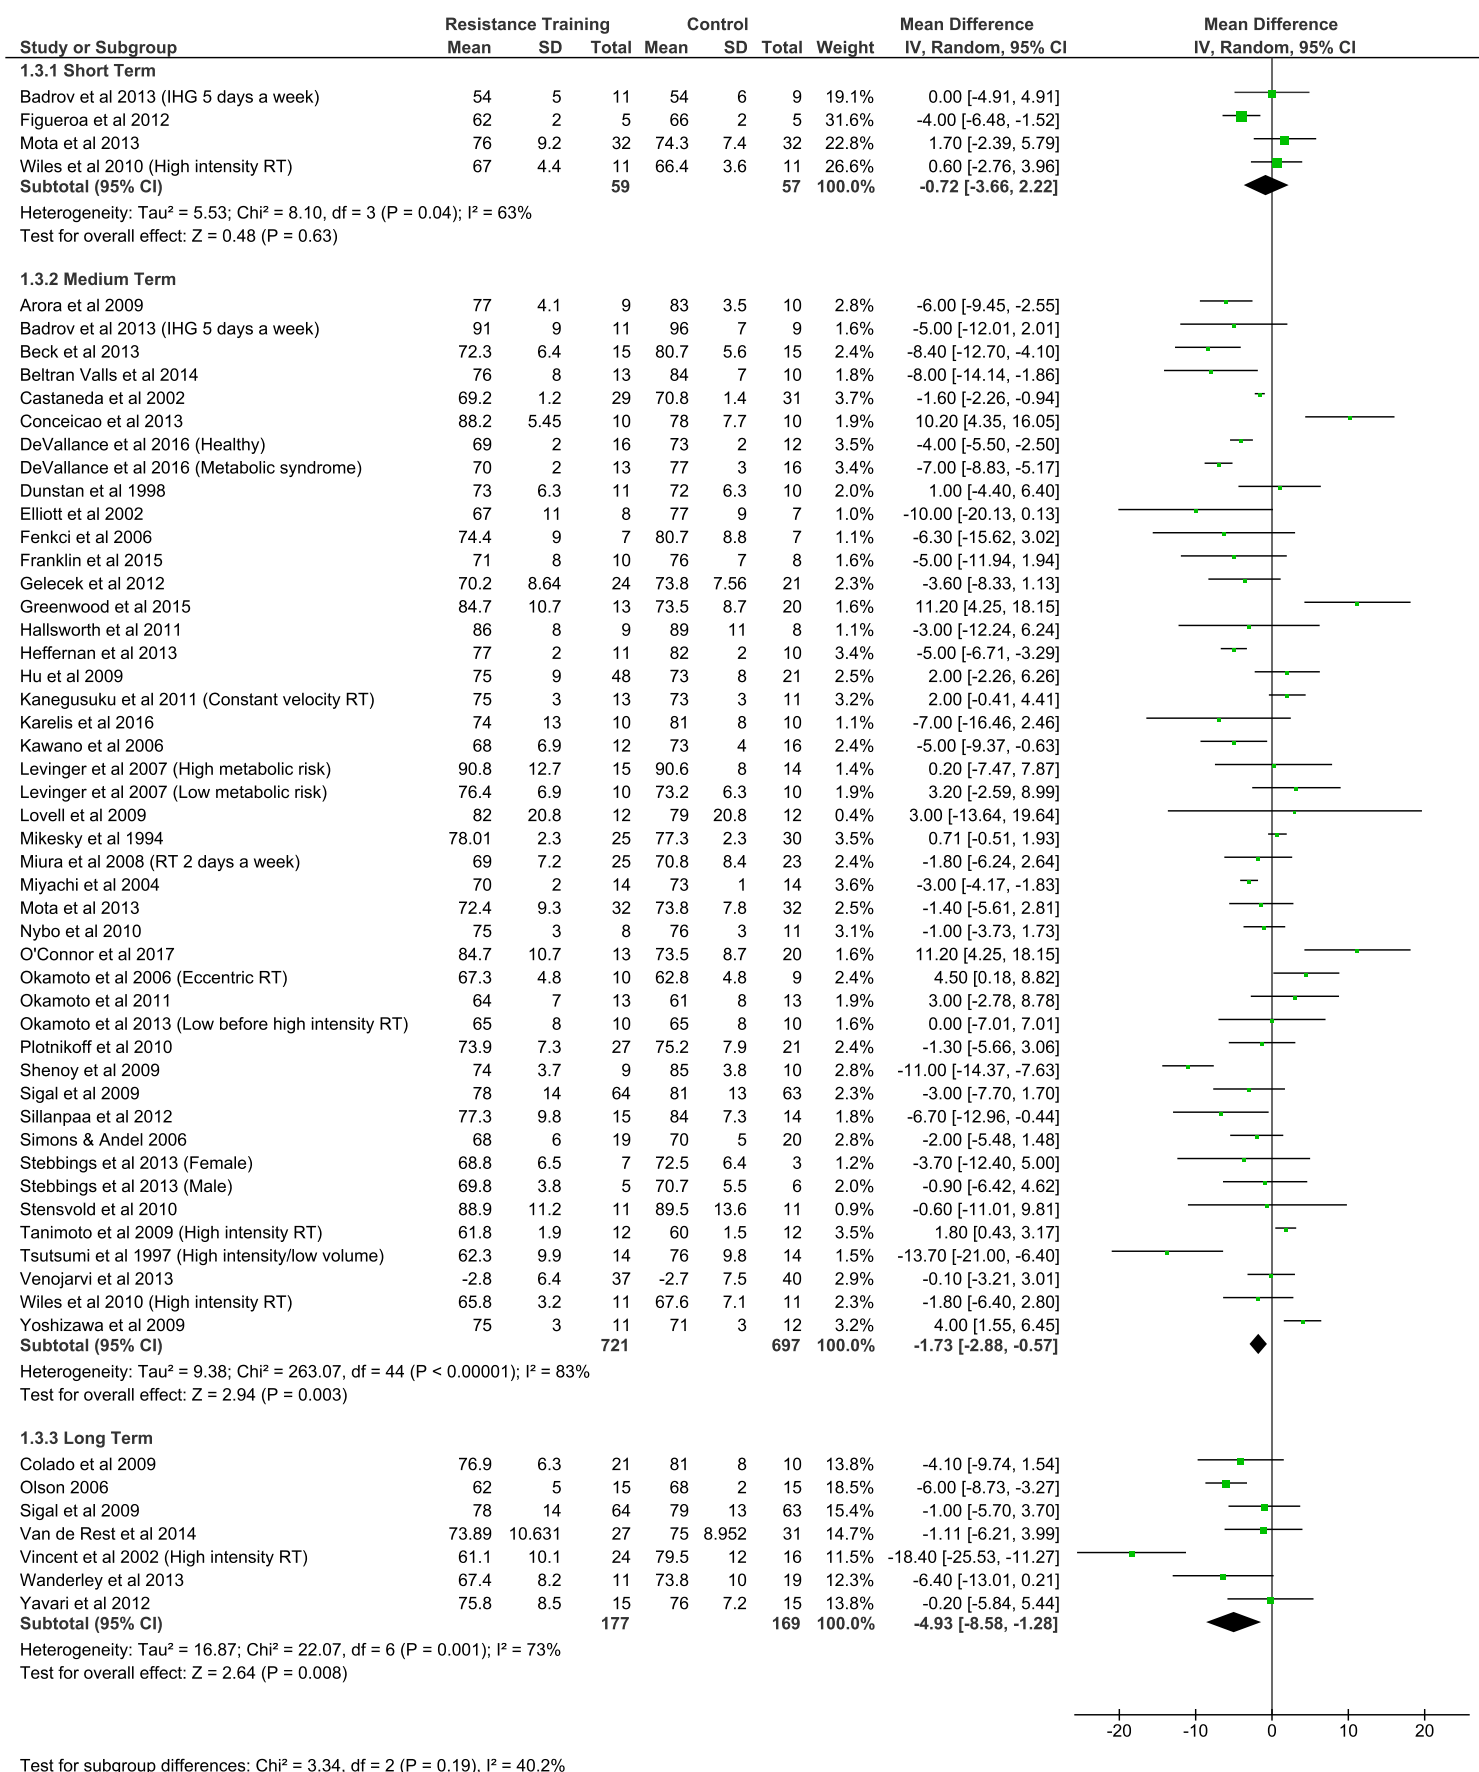 Resistance Training Control Mean Difference Mean Difference
Study or Subgroup Mean SD Total Mean SD Total Weight IV, Random, 95% CI IV, Random, 95% CI
1.3.1 Short Term
Badrov et al 2013 (IHG 5 days a week) 54 5 11 54 6 9 19.1% 0.00 [-4.91, 4.91]
Figueroa et al 2012 62 2 5 66 2 5 31.6% -4.00 [-6.48, -1.52]
Mota et al 2013 76 9.2 32 74.3 7.4 32 22.8% 1.70 [-2.39, 5.79]
Wiles et al 2010 (High intensity RT) 67 4.4 11 66.4 3.6 11 26.6% 0.60 [-2.76, 3.96]
Subtotal (95% CI) 59 57 100.0% -0.72 [-3.66, 2.22]
Heterogeneity: Tau² = 5.53; Chi² = 8.10, df = 3 (P = 0.04); I² = 63%
Test for overall effect: Z = 0.48 (P = 0.63)
1.3.2 Medium Term
Arora et al 2009 77 4.1 9 83 3.5 10 2.8% -6.00 [-9.45, -2.55]
Badrov et al 2013 (IHG 5 days a week) 91 9 11 96 7 9 1.6% -5.00 [-12.01, 2.01]
Beck et al 2013 72.3 6.4 15 80.7 5.6 15 2.4% -8.40 [-12.70, -4.10]
Beltran Valls et al 2014 76 8 13 84 7 10 1.8% -8.00 [-14.14, -1.86]
Castaneda et al 2002 69.2 1.2 29 70.8 1.4 31 3.7% -1.60 [-2.26, -0.94]
Conceicao et al 2013 88.2 5.45 10 78 7.7 10 1.9% 10.20 [4.35, 16.05]
DeVallance et al 2016 (Healthy) 69 2 16 73 2 12 3.5% -4.00 [-5.50, -2.50]
DeVallance et al 2016 (Metabolic syndrome) 70 2 13 77 3 16 3.4% -7.00 [-8.83, -5.17]
Dunstan et al 1998 73 6.3 11 72 6.3 10 2.0% 1.00 [-4.40, 6.40]
Elliott et al 2002 67 11 8 77 9 7 1.0% -10.00 [-20.13, 0.13]
Fenkci et al 2006 74.4 9 7 80.7 8.8 7 1.1% -6.30 [-15.62, 3.02]
Franklin et al 2015 71 8 10 76 7 8 1.6% -5.00 [-11.94, 1.94]
Gelecek et al 2012 70.2 8.64 24 73.8 7.56 21 2.3% -3.60 [-8.33, 1.13]
Greenwood et al 2015 84.7 10.7 13 73.5 8.7 20 1.6% 11.20 [4.25, 18.15]
Hallsworth et al 2011 86 8 9 89 11 8 1.1% -3.00 [-12.24, 6.24]
Heffernan et al 2013 77 2 11 82 2 10 3.4% -5.00 [-6.71, -3.29]
Hu et al 2009 75 9 48 73 8 21 2.5% 2.00 [-2.26, 6.26]
Kanegusuku et al 2011 (Constant velocity RT) 75 3 13 73 3 11 3.2% 2.00 [-0.41, 4.41]
Karelis et al 2016 74 13 10 81 8 10 1.1% -7.00 [-16.46, 2.46]
Kawano et al 2006 68 6.9 12 73 4 16 2.4% -5.00 [-9.37, -0.63]
Levinger et al 2007 (High metabolic risk) 90.8 12.7 15 90.6 8 14 1.4% 0.20 [-7.47, 7.87]
Levinger et al 2007 (Low metabolic risk) 76.4 6.9 10 73.2 6.3 10 1.9% 3.20 [-2.59, 8.99]
Lovell et al 2009 82 20.8 12 79 20.8 12 0.4% 3.00 [-13.64, 19.64]
Mikesky et al 1994 78.01 2.3 25 77.3 2.3 30 3.5% 0.71 [-0.51, 1.93]
Miura et al 2008 (RT 2 days a week) 69 7.2 25 70.8 8.4 23 2.4% -1.80 [-6.24, 2.64]
Miyachi et al 2004 70 2 14 73 1 14 3.6% -3.00 [-4.17, -1.83]
Mota et al 2013 72.4 9.3 32 73.8 7.8 32 2.5% -1.40 [-5.61, 2.81]
Nybo et al 2010 75 3 8 76 3 11 3.1% -1.00 [-3.73, 1.73]
O'Connor et al 2017 84.7 10.7 13 73.5 8.7 20 1.6% 11.20 [4.25, 18.15]
Okamoto et al 2006 (Eccentric RT) 67.3 4.8 10 62.8 4.8 9 2.4% 4.50 [0.18, 8.82]
Okamoto et al 2011 64 7 13 61 8 13 1.9% 3.00 [-2.78, 8.78]
Okamoto et al 2013 (Low before high intensity RT) 65 8 10 65 8 10 1.6% 0.00 [-7.01, 7.01]
Plotnikoff et al 2010 73.9 7.3 27 75.2 7.9 21 2.4% -1.30 [-5.66, 3.06]
Shenoy et al 2009 74 3.7 9 85 3.8 10 2.8% -11.00 [-14.37, -7.63]
Sigal et al 2009 78 14 64 81 13 63 2.3% -3.00 [-7.70, 1.70]
Sillanpaa et al 2012 77.3 9.8 15 84 7.3 14 1.8% -6.70 [-12.96, -0.44]
Simons & Andel 2006 68 6 19 70 5 20 2.8% -2.00 [-5.48, 1.48]
Stebbings et al 2013 (Female) 68.8 6.5 7 72.5 6.4 3 1.2% -3.70 [-12.40, 5.00]
Stebbings et al 2013 (Male) 69.8 3.8 5 70.7 5.5 6 2.0% -0.90 [-6.42, 4.62]
Stensvold et al 2010 88.9 11.2 11 89.5 13.6 11 0.9% -0.60 [-11.01, 9.81]
Tanimoto et al 2009 (High intensity RT) 61.8 1.9 12 60 1.5 12 3.5% 1.80 [0.43, 3.17]
Tsutsumi et al 1997 (High intensity/low volume) 62.3 9.9 14 76 9.8 14 1.5% -13.70 [-21.00, -6.40]
Venojarvi et al 2013 -2.8 6.4 37 -2.7 7.5 40 2.9% -0.10 [-3.21, 3.01]
Wiles et al 2010 (High intensity RT) 65.8 3.2 11 67.6 7.1 11 2.3% -1.80 [-6.40, 2.80]
Yoshizawa et al 2009 75 3 11 71 3 12 3.2% 4.00 [1.55, 6.45]
Subtotal (95% CI) 721 697 100.0% -1.73 [-2.88, -0.57]
Heterogeneity: Tau² = 9.38; Chi² = 263.07, df = 44 (P < 0.00001); I² = 83%
Test for overall effect: Z = 2.94 (P = 0.003)
1.3.3 Long Term
Colado et al 2009 76.9 6.3 21 81 8 10 13.8% -4.10 [-9.74, 1.54]
Olson 2006 62 5 15 68 2 15 18.5% -6.00 [-8.73, -3.27]
Sigal et al 2009 78 14 64 79 13 63 15.4% -1.00 [-5.70, 3.70]
Van de Rest et al 2014 73.89 10.631 27 75 8.952 31 14.7% -1.11 [-6.21, 3.99]
Vincent et al 2002 (High intensity RT) 61.1 10.1 24 79.5 12 16 11.5% -18.40 [-25.53, -11.27]
Wanderley et al 2013 67.4 8.2 11 73.8 10 19 12.3% -6.40 [-13.01, 0.21]
Yavari et al 2012 75.8 8.5 15 76 7.2 15 13.8% -0.20 [-5.84, 5.44]
Subtotal (95% CI) 177 169 100.0% -4.93 [-8.58, -1.28]
Heterogeneity: Tau² = 16.87; Chi² = 22.07, df = 6 (P = 0.001); I² = 73%
Test for overall effect: Z = 2.64 (P = 0.008)
-20 -10 0 10 20
Test for subgroup differences: Chi² = 3.34, df = 2 (P = 0.19), I² = 40.2%